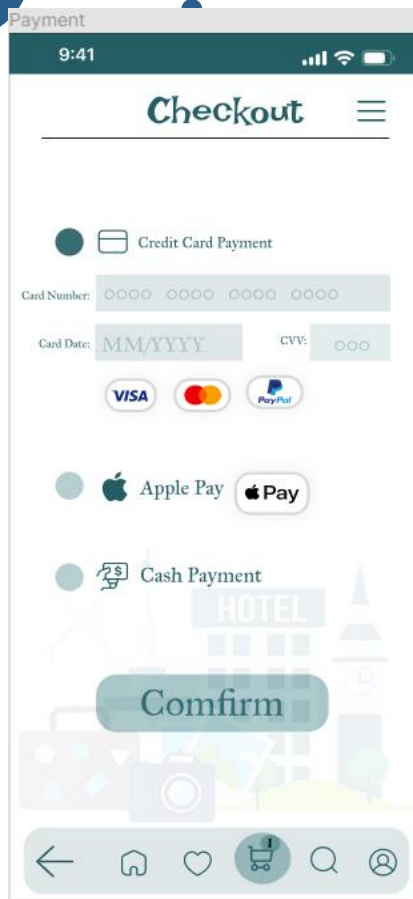 Payment
9:41
Checkout
Credit Card Payment
Card Number: 0000 0000 0000 0000
Card Date: MM/YYYY CVV: 000
VISA PayPal
Apple Pay Pay
$
Cash Payment
HOTEL
Comfirm
1